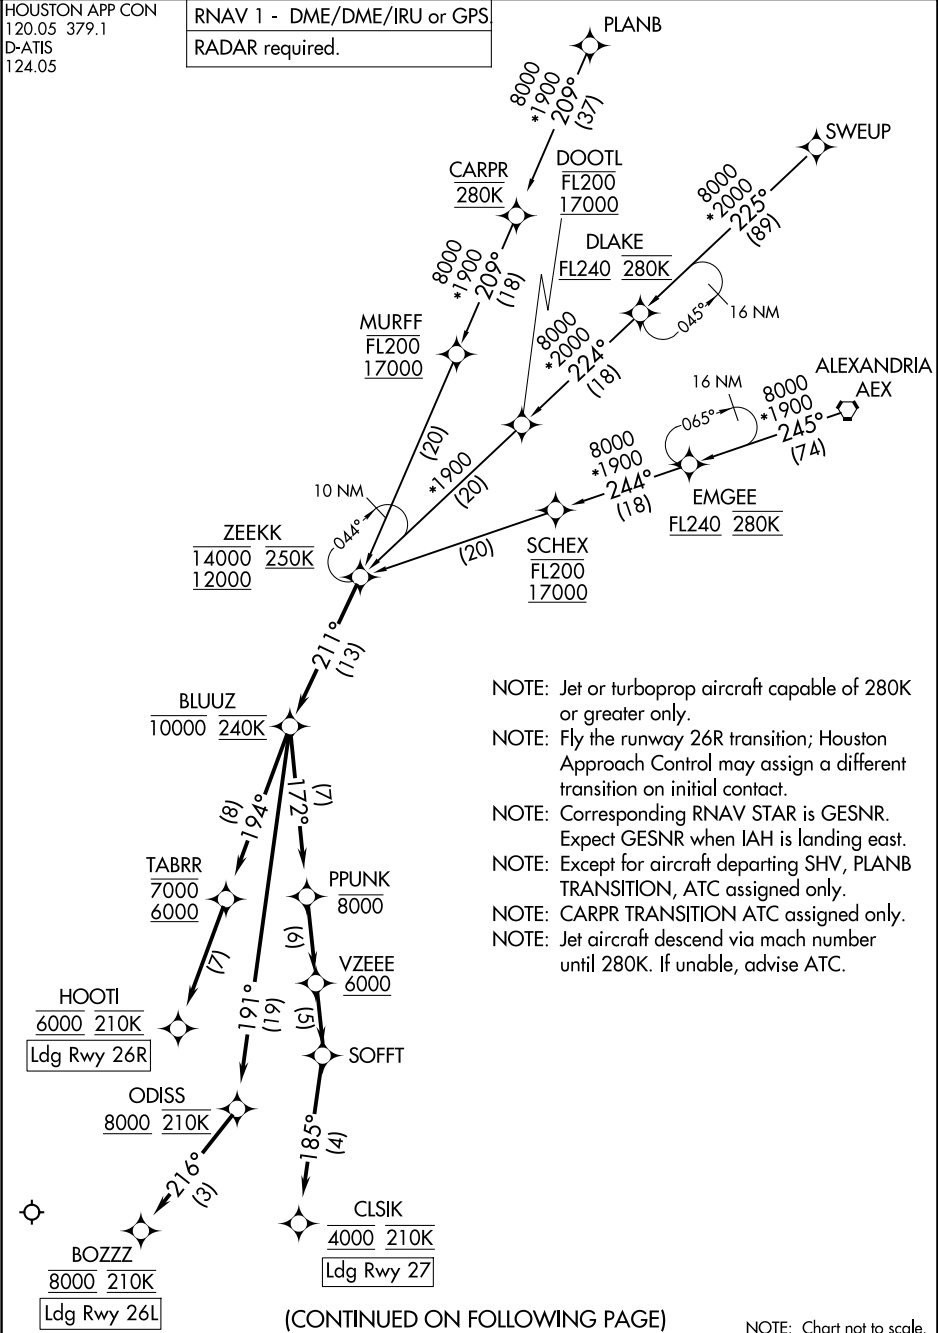 HOUSTON APP CON
120.05 379.1
D-ATIS
124.05
RNAV 1 - DME/DME/IRU or GPS.
RADAR required.
PLANB
8000
*1900
209°
(37)
SWEUP
8000
*2000
225°
(89)
CARPR
280K
DOOTL
FL200
17000
DLAKE
FL240 280K
045°
16 NM
8000
*1900
209°
(18)
MURFF
FL200
17000
8000
*2000
224°
(18)
ALEXANDRIA
AEX
16 NM
065°
8000
*1900
245°
(74)
EMGEE
FL240 280K
8000
*1900
244°
(18)
(20)
*1900
(20)
10 NM
044°
ZEEKK
14000 250K
12000
(20)
SCHEX
FL200
17000
211°
(13)
BLUUZ
10000 240K
NOTE: Jet or turboprop aircraft capable of 280K
or greater only.
NOTE: Fly the runway 26R transition; Houston
Approach Control may assign a different
transition on initial contact.
NOTE: Corresponding RNAV STAR is GESNR.
Expect GESNR when IAH is landing east.
NOTE: Except for aircraft departing SHV, PLANB
TRANSITION, ATC assigned only.
NOTE: CARPR TRANSITION ATC assigned only.
NOTE: Jet aircraft descend via mach number
until 280K. If unable, advise ATC.
(8)
194°
172°
(7)
TABRR
7000
6000
PPUNK
8000
(7)
(6)
VZEEE
6000
HOOTI
6000 210K
Ldg Rwy 26R
191°
(19)
(5)
SOFFT
ODISS
8000 210K
185°
(4)
216°
(3)
CLSIK
4000 210K
Ldg Rwy 27
BOZZZ
8000 210K
Ldg Rwy 26L
(CONTINUED ON FOLLOWING PAGE)
NOTE: Chart not to scale.